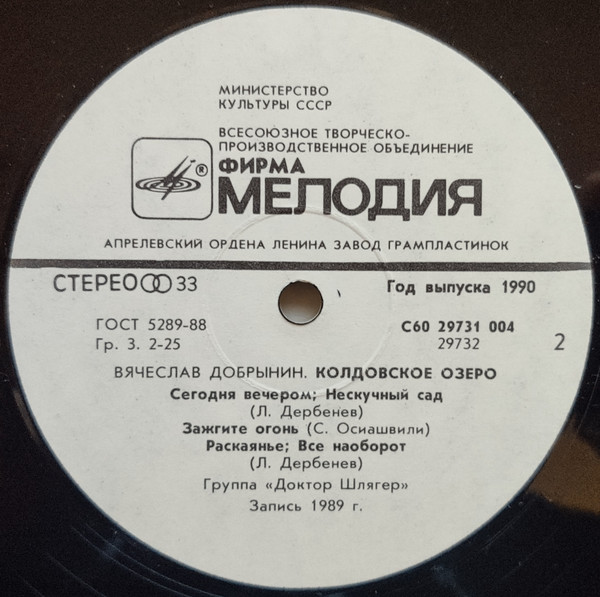 МИНИСТЕРСТВО
КУЛЬТУРЫ СССР
ВСЕСОЮЗНОЕ ТВОРЧЕСКО-
ПРОИЗВОДСТВЕННОЕ ОБЪЕДИНЕНИЕ
ФИРМА
® МЕЛОДИЯ
АПРЕЛЕВСКИЙ ОРДЕНА ЛЕНИНА ЗАВОД ГРАМПЛАСТИНОК
СТЕРЕО 33 Год выпуска 1990
ГОСТ 5289-88 С60 29731 004
Гр. 3. 2-25 29732 2
ВЯЧЕСЛАВ ДОБРЫНИН. КОЛДОВСКОЕ ОЗЕРО
Сегодня вечером; Нескучный сад
(Л. Дербенев)
Зажгите огонь (С. Осиашвили)
Раскаянье; Все наоборот
(Л. Дербенев)
Группа «Доктор Шлягер»
Запись 1989 г.